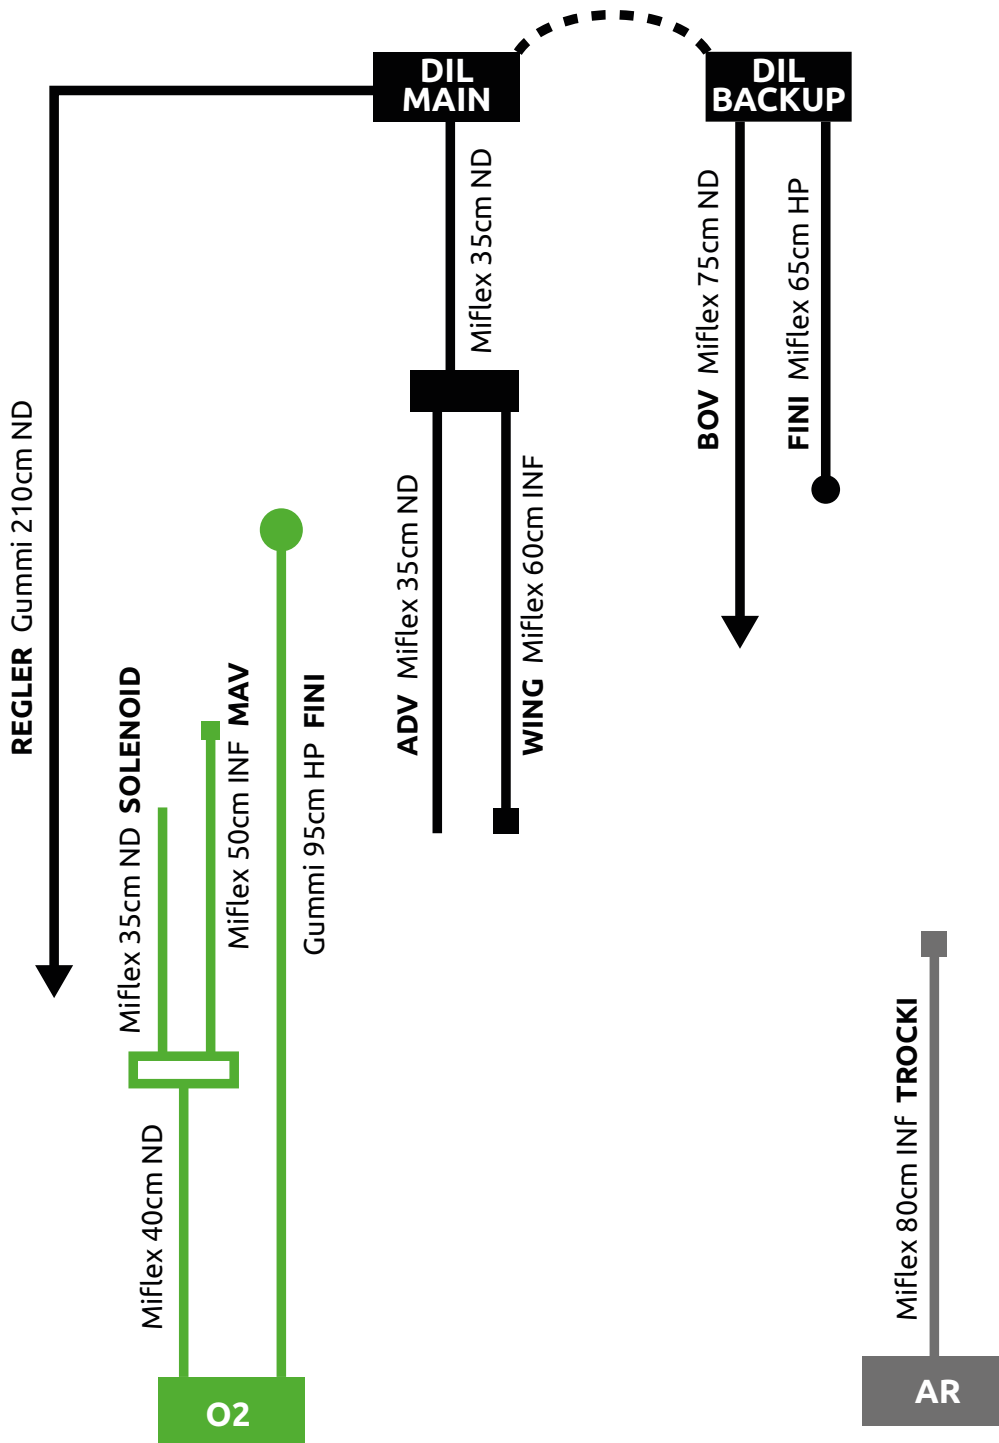 DIL
MAIN
DIL
BACKUP
Miflex 35cm ND
BOV Miflex 75cm ND
FINI Miflex 65cm HP
REGLER Gummi 210cm ND
ADV Miflex 35cm ND
WING Miflex 60cm INF
Miflex 35cm ND SOLENOID
Miflex 50cm INF MAV
Gummi 95cm HP FINI
Miflex 40cm ND
Miflex 80cm INf TROCKI
O2
AR